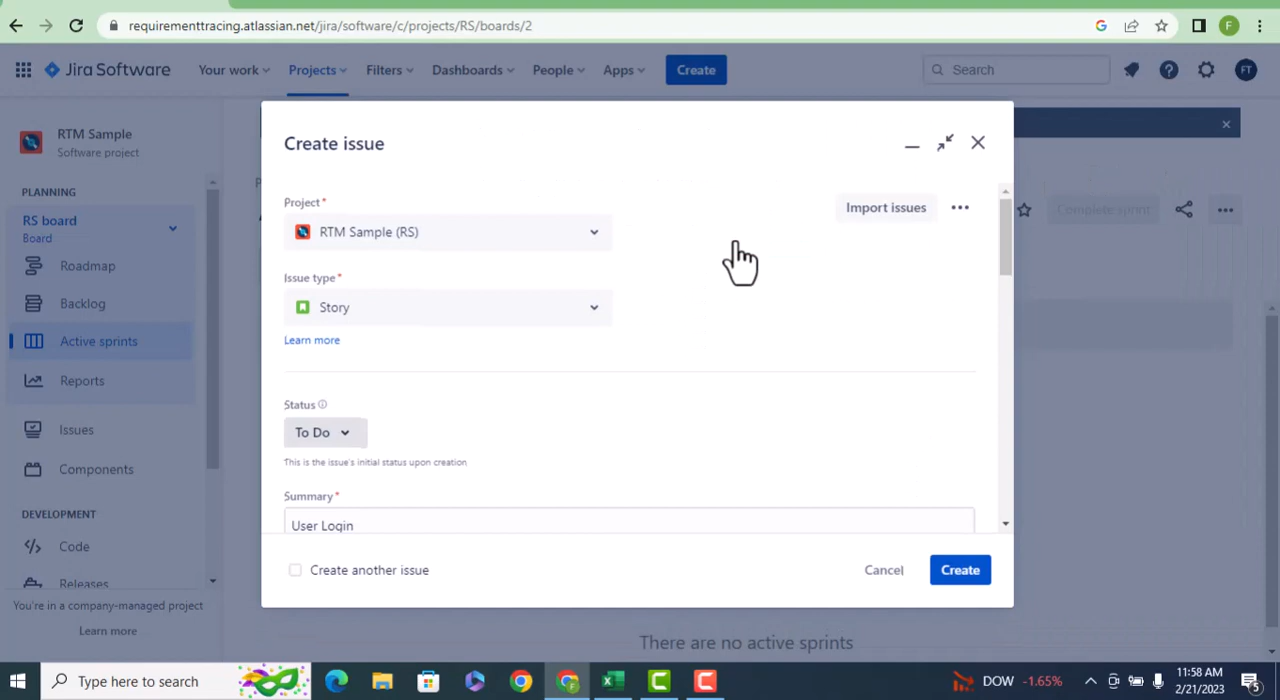 requirementtracing.atlassian.net/jira/software/c/projects/RS/boards/2
F
Jira Software
Your work
Projects
Filters
Dashboards
People
Apps
Create
Search
FT
RTM Sample
Software project
PLANNING
RS board
Board
Roadmap
Backlog
Active sprints
Reports
Issues
Components
DEVELOPMENT
Code
Releases
You're in a company-managed project
Learn more
Complete sprint
Create issue
Project*
RTM Sample (RS)
Import issues
Issue type*
Story
Learn more
Status
To Do
This is the issue's initial status upon creation
Summary*
User Login
Create another issue
Cancel
Create
There are no active sprints
Type here to search
DOW -1.65%
11:58 AM
2/21/2023
5